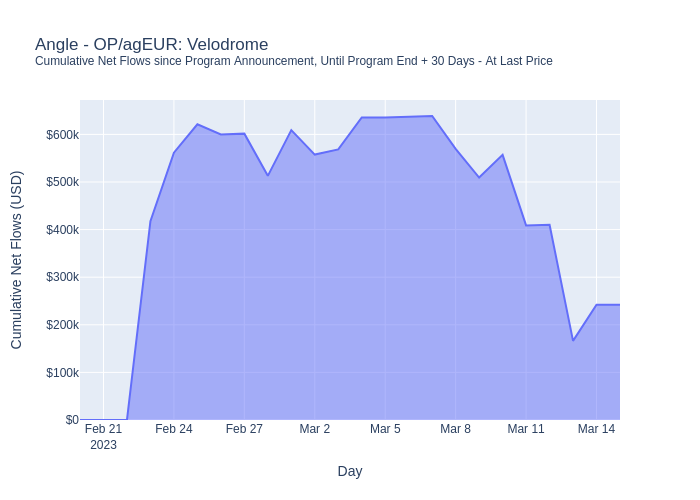 Angle - OP/agEUR: Velodrome
Cumulative Net Flows since Program Announcement, Until Program End + 30 Days - At Last Price
Cumulative Net Flows (USD)
$600k
$500k
$400k
$300k
$200k
$100k
$0
Feb 21
2023
Feb 24
Feb 27
Mar 2
Mar 5
Mar 8
Mar 11
Mar 14
Day